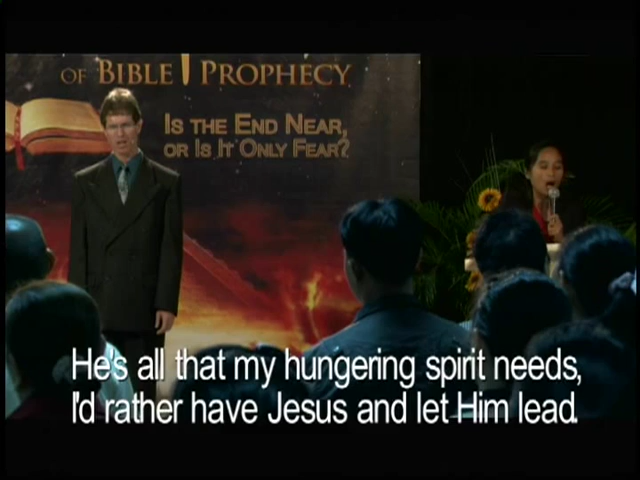 OF BIBLE PROPHECY
IS THE END NEAR,
OR IS IT ONLY FEAR?
He's all that my hungering spirit needs,
I'd rather have Jesus and let Him lead.